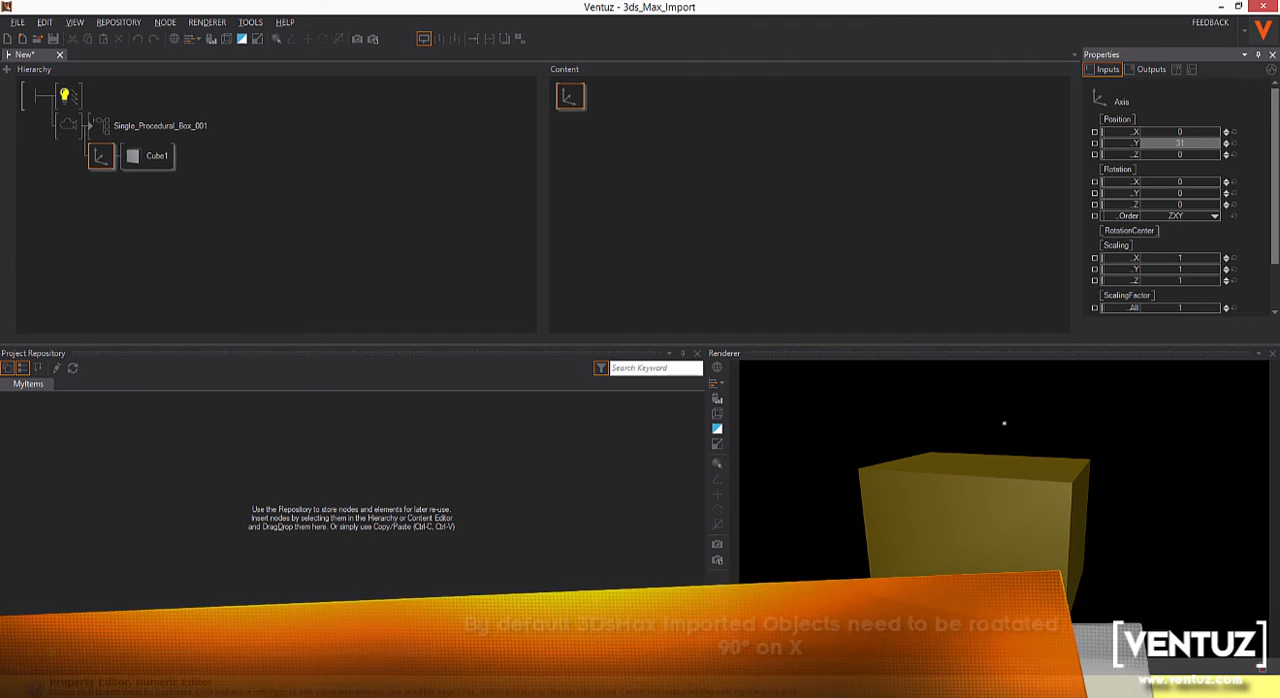 Ventuz - 3ds_Max_Import
FILE EDIT VIEW REPOSITORY NODE RENDERER TOOLS HELP
FEEDBACK
New*
Hierarchy
Content
Properties
Inputs
Outputs
Single_Procedural_Box_001
Cube1
Axis
Position
..X 0
..Y 31
..Z 0
Rotation
..X 0
..Y 0
..Z 0
..Order ZXY
RotationCenter
Scaling
..X 1
..Y 1
..Z 1
ScalingFactor
..All 1
Project Repository
Search Keyword
MyItems
Use the Repository to store nodes and elements for later re-use.
Insert nodes by selecting them in the Hierarchy or Content Editor
and Drag'Drop them here. Or simply use Copy/Paste (Ctrl-C, Ctrl-V)
Renderer
By default 3DsMax Imported Objects need to be roatated
90° on X
[VENTUZ]
www.ventuz.com
Property Editor, Numeric Editor